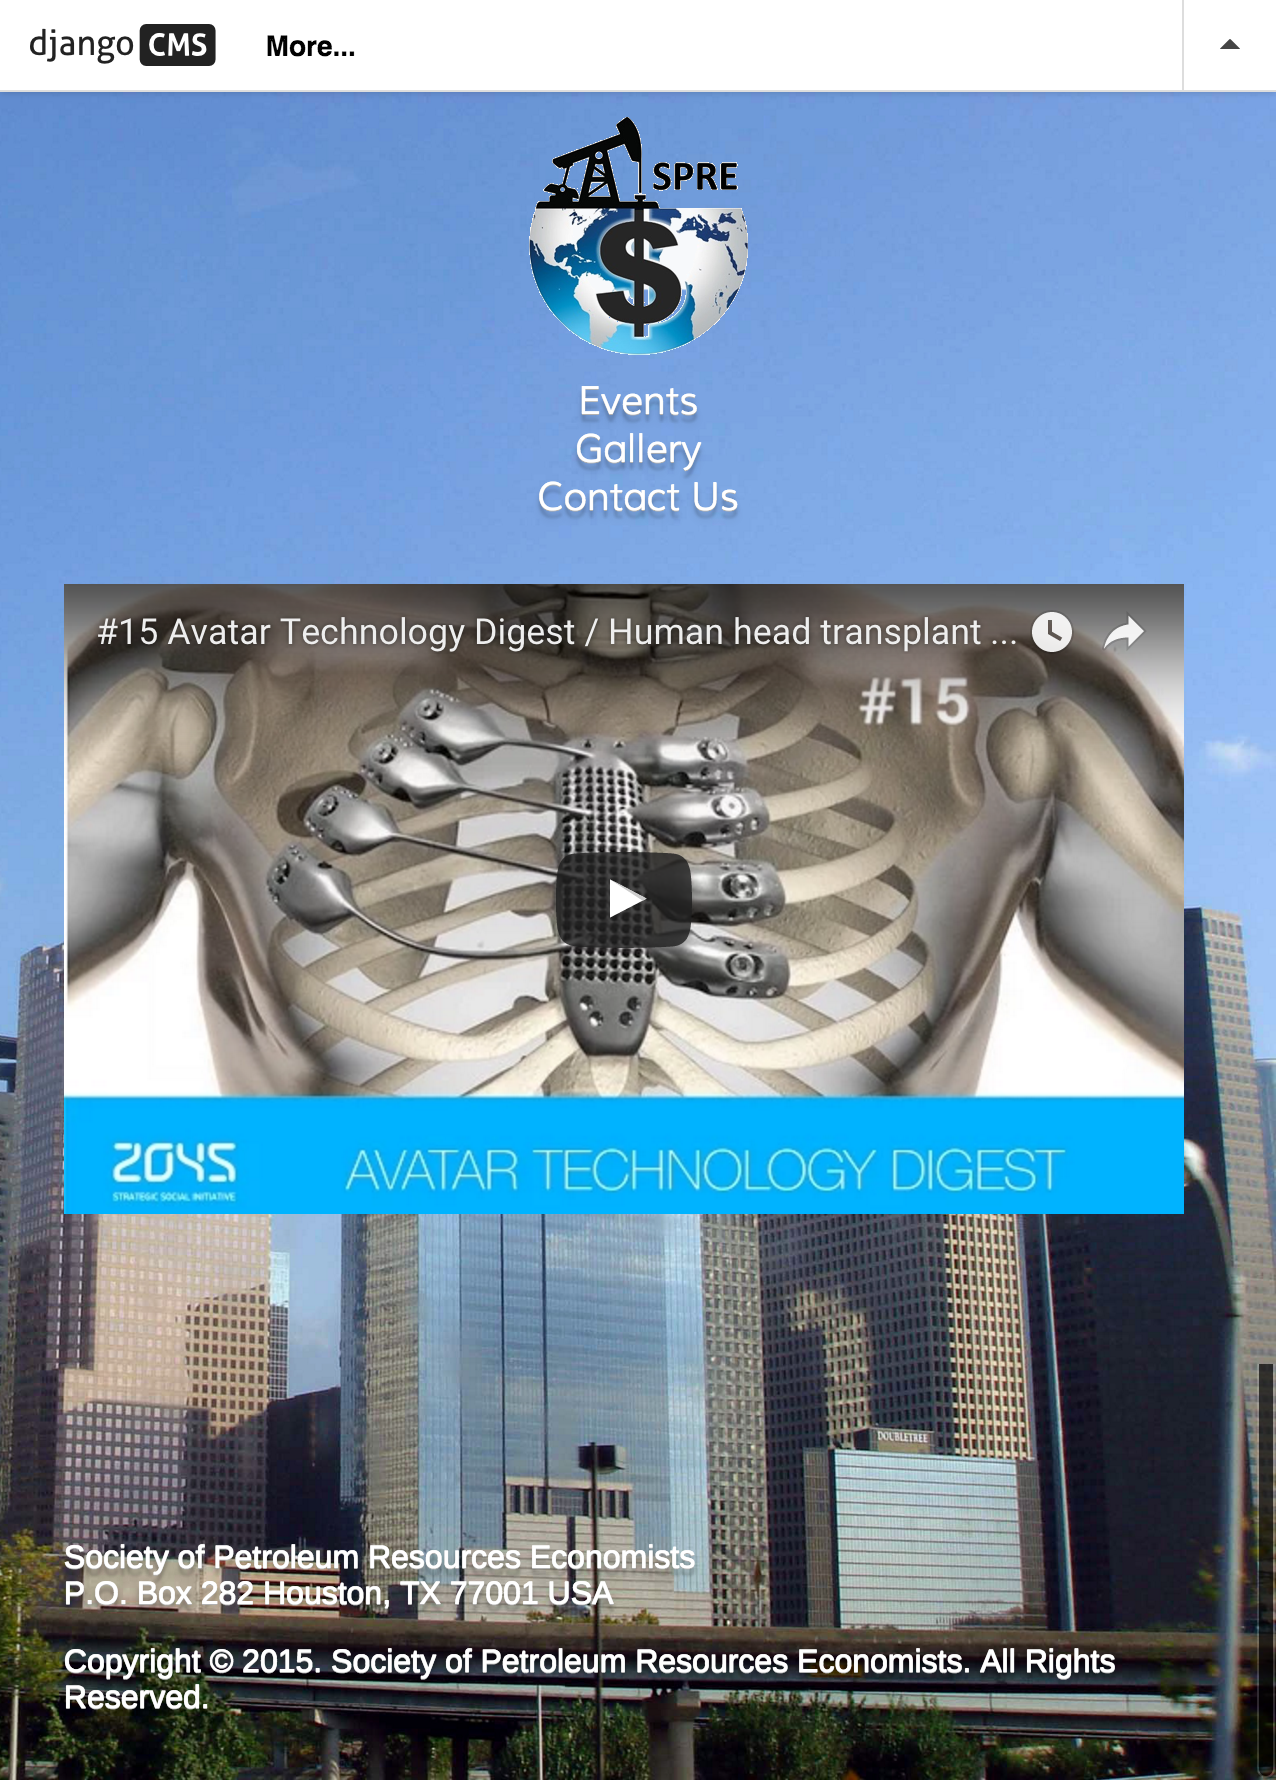 django CMS
More...
SPRE
$
Events
Gallery
Contact Us
#15 Avatar Technology Digest / Human head transplant ...
#15
2045
STRATEGIC SOCIAL INITIATIVE
AVATAR TECHNOLOGY DIGEST
DOUBLETREE
Society of Petroleum Resources Economists
P.O. Box 282 Houston, TX 77001 USA
Copyright © 2015. Society of Petroleum Resources Economists. All Rights
Reserved.